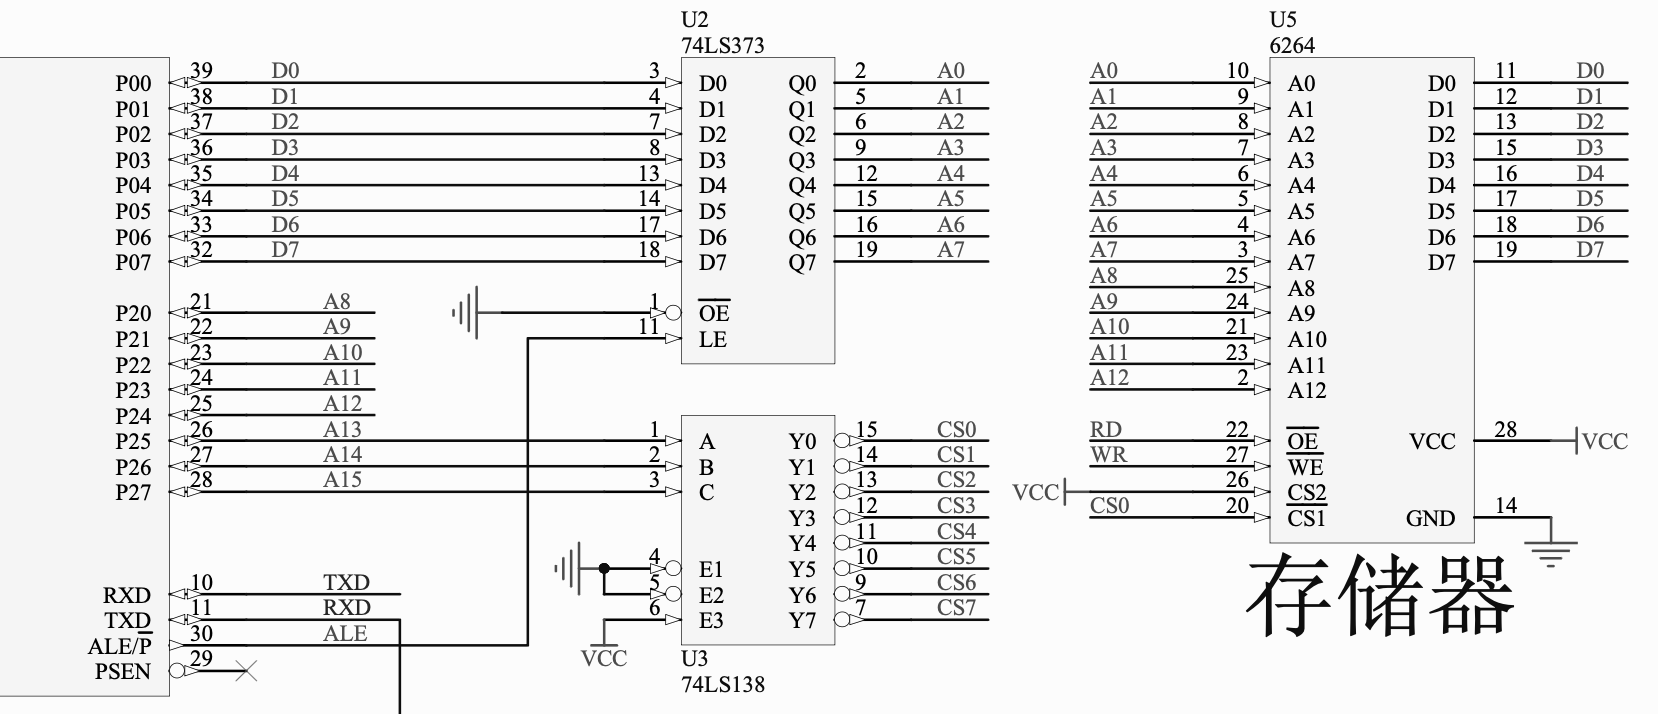 U2
74LS373
U5
6264
P00 39 D0 3 D0 Q0 2 A0 A0 10 A0 D0 11 D0
P01 38 D1 4 D1 Q1 5 A1 A1 9 A1 D1 12 D1
P02 37 D2 7 D2 Q2 6 A2 A2 8 A2 D2 13 D2
P03 36 D3 8 D3 Q3 9 A3 A3 7 A3 D3 15 D3
P04 35 D4 13 D4 Q4 12 A4 A4 6 A4 D4 16 D4
P05 34 D5 14 D5 Q5 15 A5 A5 5 A5 D5 17 D5
P06 33 D6 17 D6 Q6 16 A6 A6 4 A6 D6 18 D6
P07 32 D7 18 D7 Q7 19 A7 A7 3 A7 D7 19 D7
A8 25 A8
P20 21 A8 1 OE A9 24 A9
P21 22 A9 11 LE A10 21 A10
P22 23 A10 A11 23 A11
P23 24 A11 A12 2 A12
P24 25 A12
P25 26 A13 1 A Y0 15 CS0 RD 22 OE VCC 28 VCC
P26 27 A14 2 B Y1 14 CS1 WR 27 WE
P27 28 A15 3 C Y2 13 CS2 VCC 26 CS2
Y3 12 CS3 CS0 20 CS1 GND 14
Y4 11 CS4
4 E1 Y5 10 CS5
RXD 10 TXD 5 E2 Y6 9 CS6
TXD 11 RXD 6 E3 Y7 7 CS7
存储器
ALE/P 30 ALE
VCC
PSEN 29
U3
74LS138